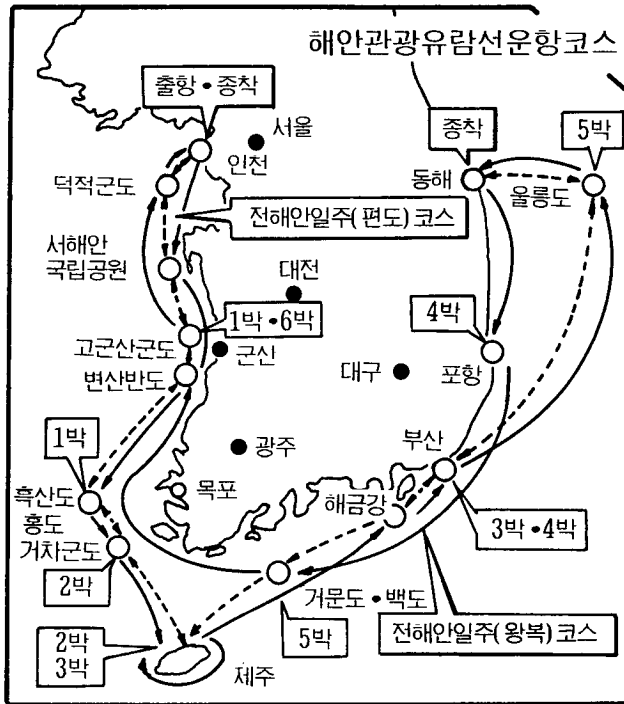 해안관광유람선운항코스
출항·종착
서울
인천
종착
5박
동해
울릉도
덕적군도
전해안일주(편도)코스
서해안
국립공원
대전
1박·6박
4박
고군산군도
군산
대구
포항
변산반도
1박
광주
부산
흑산도
목포
해금강
홍도
거차군도
3박·4박
2박
거문도·백도
5박
전해안일주(왕복)코스
2박
3박
제주